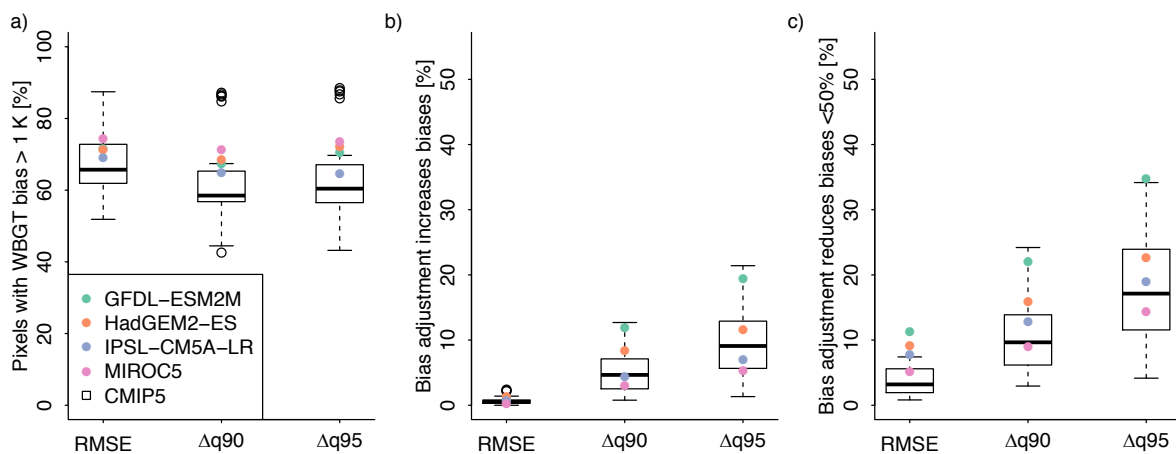 a)
Pixels with WBGT bias > 1 K [%]
100
80
60
40
20
0
GFDL−ESM2M
HadGEM2−ES
IPSL−CM5A−LR
MIROC5
CMIP5
RMSE Δq90 Δq95
b)
Bias adjustment increases biases [%]
50
40
30
20
10
0
RMSE Δq90 Δq95
c)
Bias adjustment reduces biases <50% [%]
50
40
30
20
10
0
RMSE Δq90 Δq95